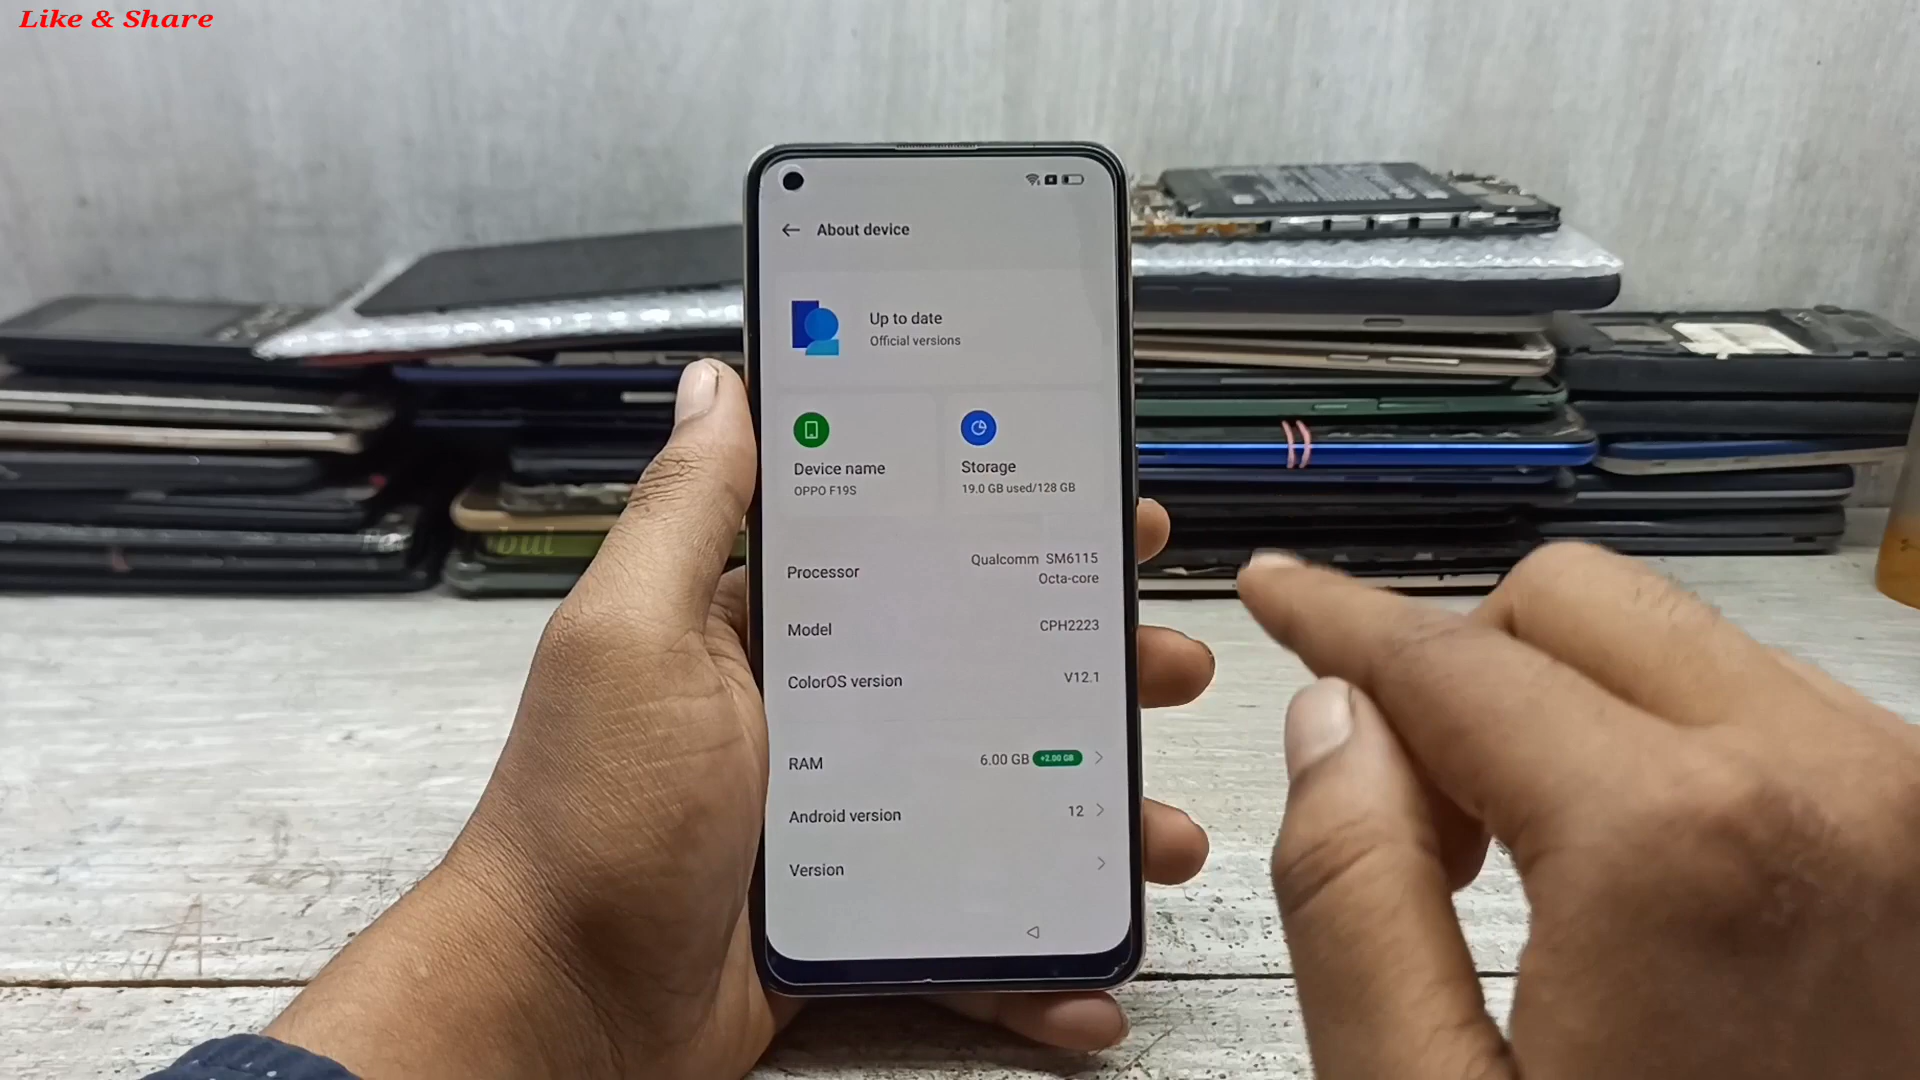 Like & Share
About device
Up to date
Official versions
Device name
OPPO F19S
Storage
19.0 GB used/128 GB
Processor
Qualcomm SM6115
Octa-core
Model
CPH2223
ColorOS version
V12.1
RAM
6.00 GB +2.00 GB
Android version
12
Version
bul